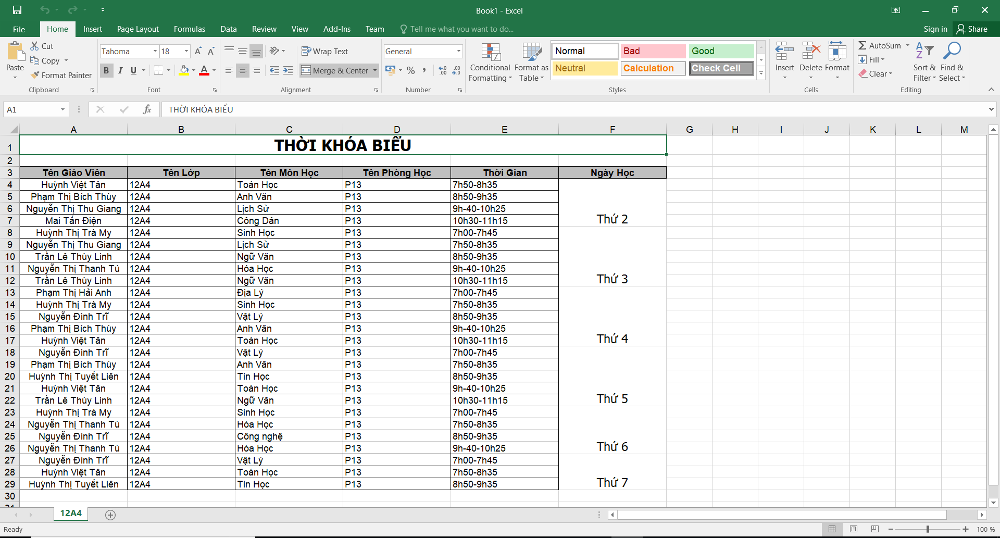 Book1 - Excel
File Home Insert Page Layout Formulas Data Review View Add-Ins Team Tell me what you want to do... Sign in Share
Paste Cut Copy Format Painter Clipboard
Tahoma 18 B I U A Font
Wrap Text Merge & Center Alignment
General % Number
Conditional Formatting Format as Table
Normal Bad Good
Neutral Calculation Check Cell
Styles
Insert Delete Format Cells
AutoSum Fill Clear Sort & Filter Find & Select Editing
A1 fx THỜI KHÓA BIỂU
A B C D E F G H I J K L M
1 THỜI KHÓA BIỂU
2
3 Tên Giáo Viên Tên Lớp Tên Môn Học Tên Phòng Học Thời Gian Ngày Học
4 Huỳnh Việt Tân 12A4 Toán Học P13 7h50-8h35
5 Phạm Thị Bích Thùy 12A4 Anh Văn P13 8h50-9h35
6 Nguyễn Thị Thu Giang 12A4 Lịch Sử P13 9h-40-10h25
7 Mai Tấn Điện 12A4 Công Dân P13 10h30-11h15 Thứ 2
8 Huỳnh Thị Trà My 12A4 Sinh Học P13 7h00-7h45
9 Nguyễn Thị Thu Giang 12A4 Lịch Sử P13 7h50-8h35
10 Trần Lê Thùy Linh 12A4 Ngữ Văn P13 8h50-9h35
11 Nguyễn Thị Thanh Tú 12A4 Hóa Học P13 9h-40-10h25
12 Trần Lê Thùy Linh 12A4 Ngữ Văn P13 10h30-11h15 Thứ 3
13 Phạm Thị Hải Anh 12A4 Địa Lý P13 7h00-7h45
14 Huỳnh Thị Trà My 12A4 Sinh Học P13 7h50-8h35
15 Nguyễn Đình Trĩ 12A4 Vật Lý P13 8h50-9h35
16 Phạm Thị Bích Thùy 12A4 Anh Văn P13 9h-40-10h25
17 Huỳnh Việt Tân 12A4 Toán Học P13 10h30-11h15 Thứ 4
18 Nguyễn Đình Trĩ 12A4 Vật Lý P13 7h00-7h45
19 Phạm Thị Bích Thùy 12A4 Anh Văn P13 7h50-8h35
20 Huỳnh Thị Tuyết Liên 12A4 Tin Học P13 8h50-9h35
21 Huỳnh Việt Tân 12A4 Toán Học P13 9h-40-10h25
22 Trần Lê Thùy Linh 12A4 Ngữ Văn P13 10h30-11h15 Thứ 5
23 Huỳnh Thị Trà My 12A4 Sinh Học P13 7h00-7h45
24 Nguyễn Thị Thanh Tú 12A4 Hóa Học P13 7h50-8h35
25 Nguyễn Đình Trĩ 12A4 Công nghệ P13 8h50-9h35
26 Nguyễn Thị Thanh Tú 12A4 Hóa Học P13 9h-40-10h25 Thứ 6
27 Nguyễn Đình Trĩ 12A4 Vật Lý P13 7h00-7h45
28 Huỳnh Việt Tân 12A4 Toán Học P13 7h50-8h35
29 Huỳnh Thị Tuyết Liên 12A4 Tin Học P13 8h50-9h35 Thứ 7
30
31
12A4
Ready 100 %